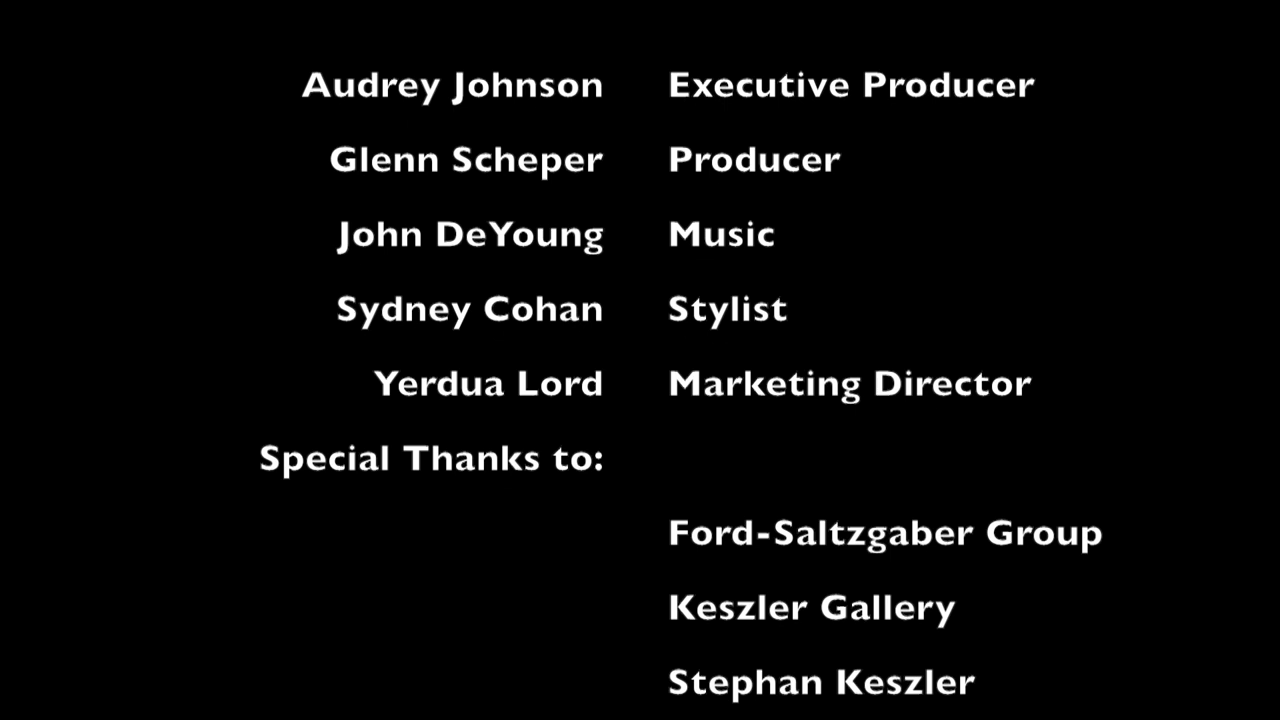 Audrey Johnson Executive Producer
Glenn Scheper Producer
John DeYoung Music
Sydney Cohan Stylist
Yerdua Lord Marketing Director
Special Thanks to:
Ford-Saltzgaber Group
Keszler Gallery
Stephan Keszler